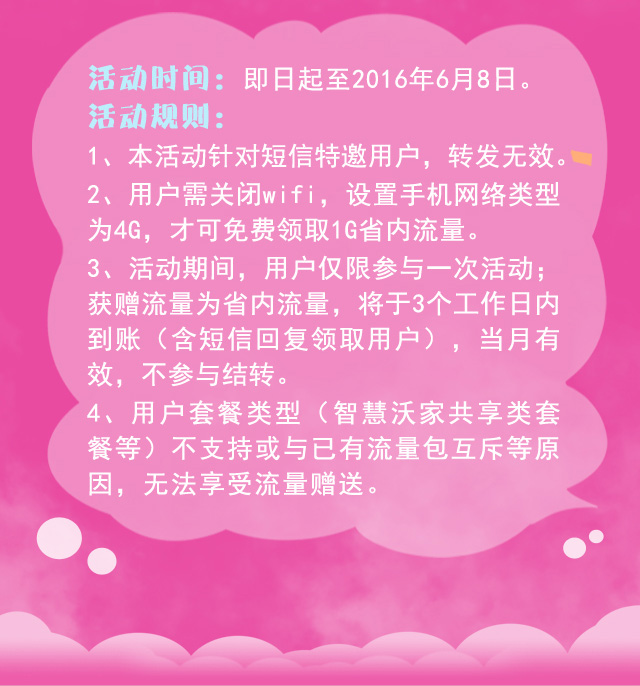 活动时间：即日起至2016年6月8日。
活动规则：
1、本活动针对短信特邀用户，转发无效。
2、用户需关闭wifi，设置手机网络类型
为4G，才可免费领取1G省内流量。
3、活动期间，用户仅限参与一次活动；
获赠流量为省内流量，将于3个工作日内
到账（含短信回复领取用户），当月有
效，不参与结转。
4、用户套餐类型（智慧沃家共享类套
餐等）不支持或与已有流量包互斥等原
因，无法享受流量赠送。